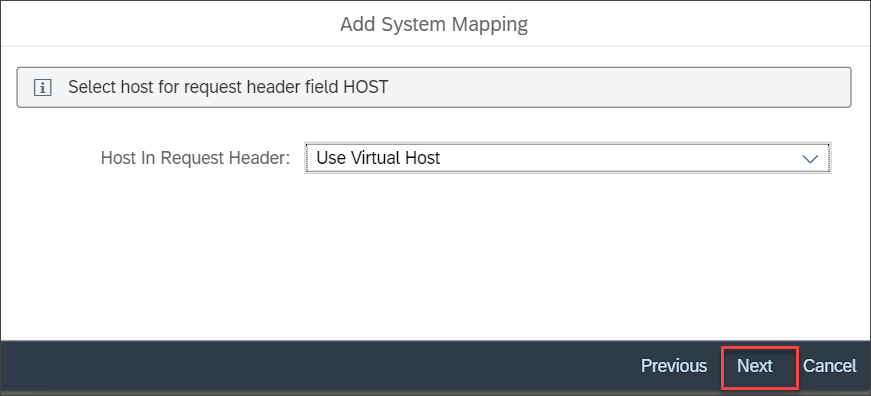 Add System Mapping
Select host for request header field HOST
Host In Request Header: Use Virtual Host
Previous Next Cancel